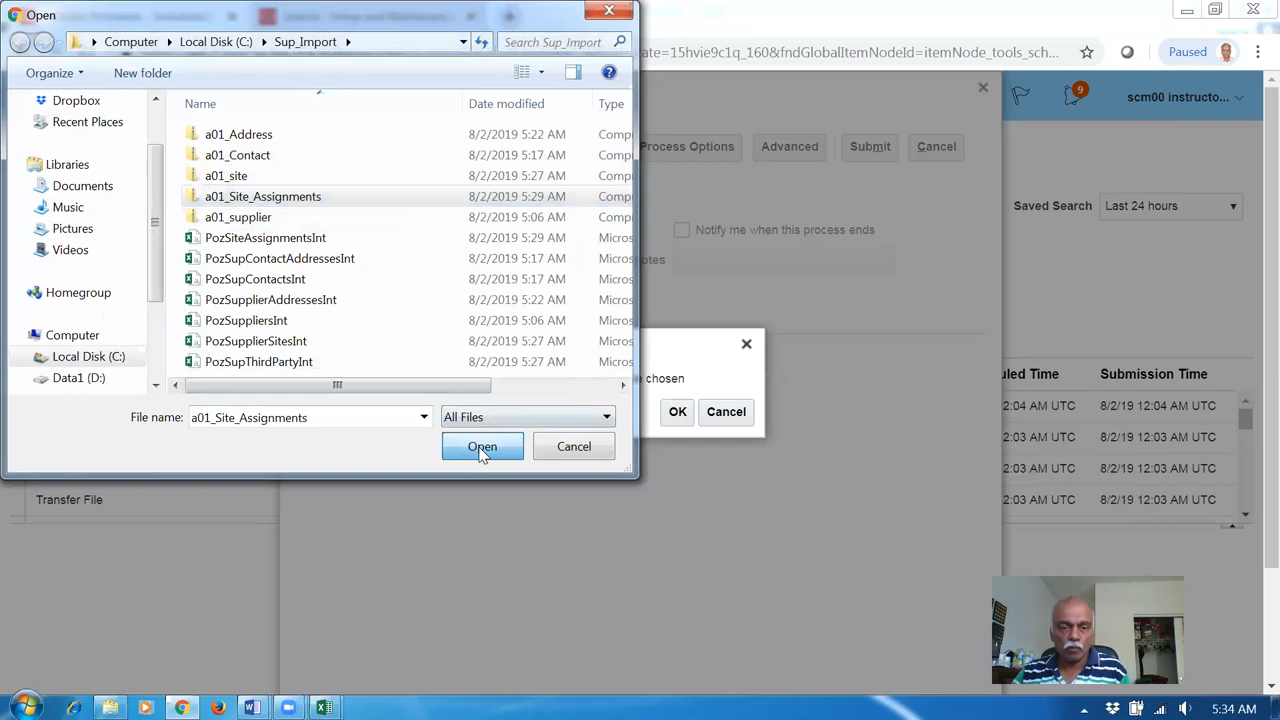 Open
Computer ▸ Local Disk (C:) ▸ Sup_Import ▸
Search Sup_Import
ate=15hvie9c1q_160&fndGlobalItemNodeId=itemNode_tools_sch...
Paused
Organize
New folder
Name
Date modified
Type
Dropbox
Recent Places
Libraries
Documents
Music
Pictures
Videos
Homegroup
Computer
Local Disk (C:)
Data1 (D:)
a01_Address 8/2/2019 5:22 AM Comp
a01_Contact 8/2/2019 5:17 AM Comp
a01_site 8/2/2019 5:27 AM Comp
a01_Site_Assignments 8/2/2019 5:29 AM Comp
a01_supplier 8/2/2019 5:06 AM Comp
PozSiteAssignmentsInt 8/2/2019 5:29 AM Micros
PozSupContactAddressesInt 8/2/2019 5:17 AM Micros
PozSupContactsInt 8/2/2019 5:17 AM Micros
PozSupplierAddressesInt 8/2/2019 5:22 AM Micros
PozSuppliersInt 8/2/2019 5:06 AM Micros
PozSupplierSitesInt 8/2/2019 5:27 AM Micros
PozSupThirdPartyInt 8/2/2019 5:27 AM Micros
File name: a01_Site_Assignments
All Files
Open
Cancel
9
scm00 instructo...
Process Options
Advanced
Submit
Cancel
Saved Search Last 24 hours
Notify me when this process ends
otes
e chosen
OK
Cancel
uled Time Submission Time
12:04 AM UTC 8/2/19 12:04 AM UTC
12:03 AM UTC 8/2/19 12:03 AM UTC
12:03 AM UTC 8/2/19 12:03 AM UTC
12:03 AM UTC 8/2/19 12:03 AM UTC
Transfer File
5:34 AM